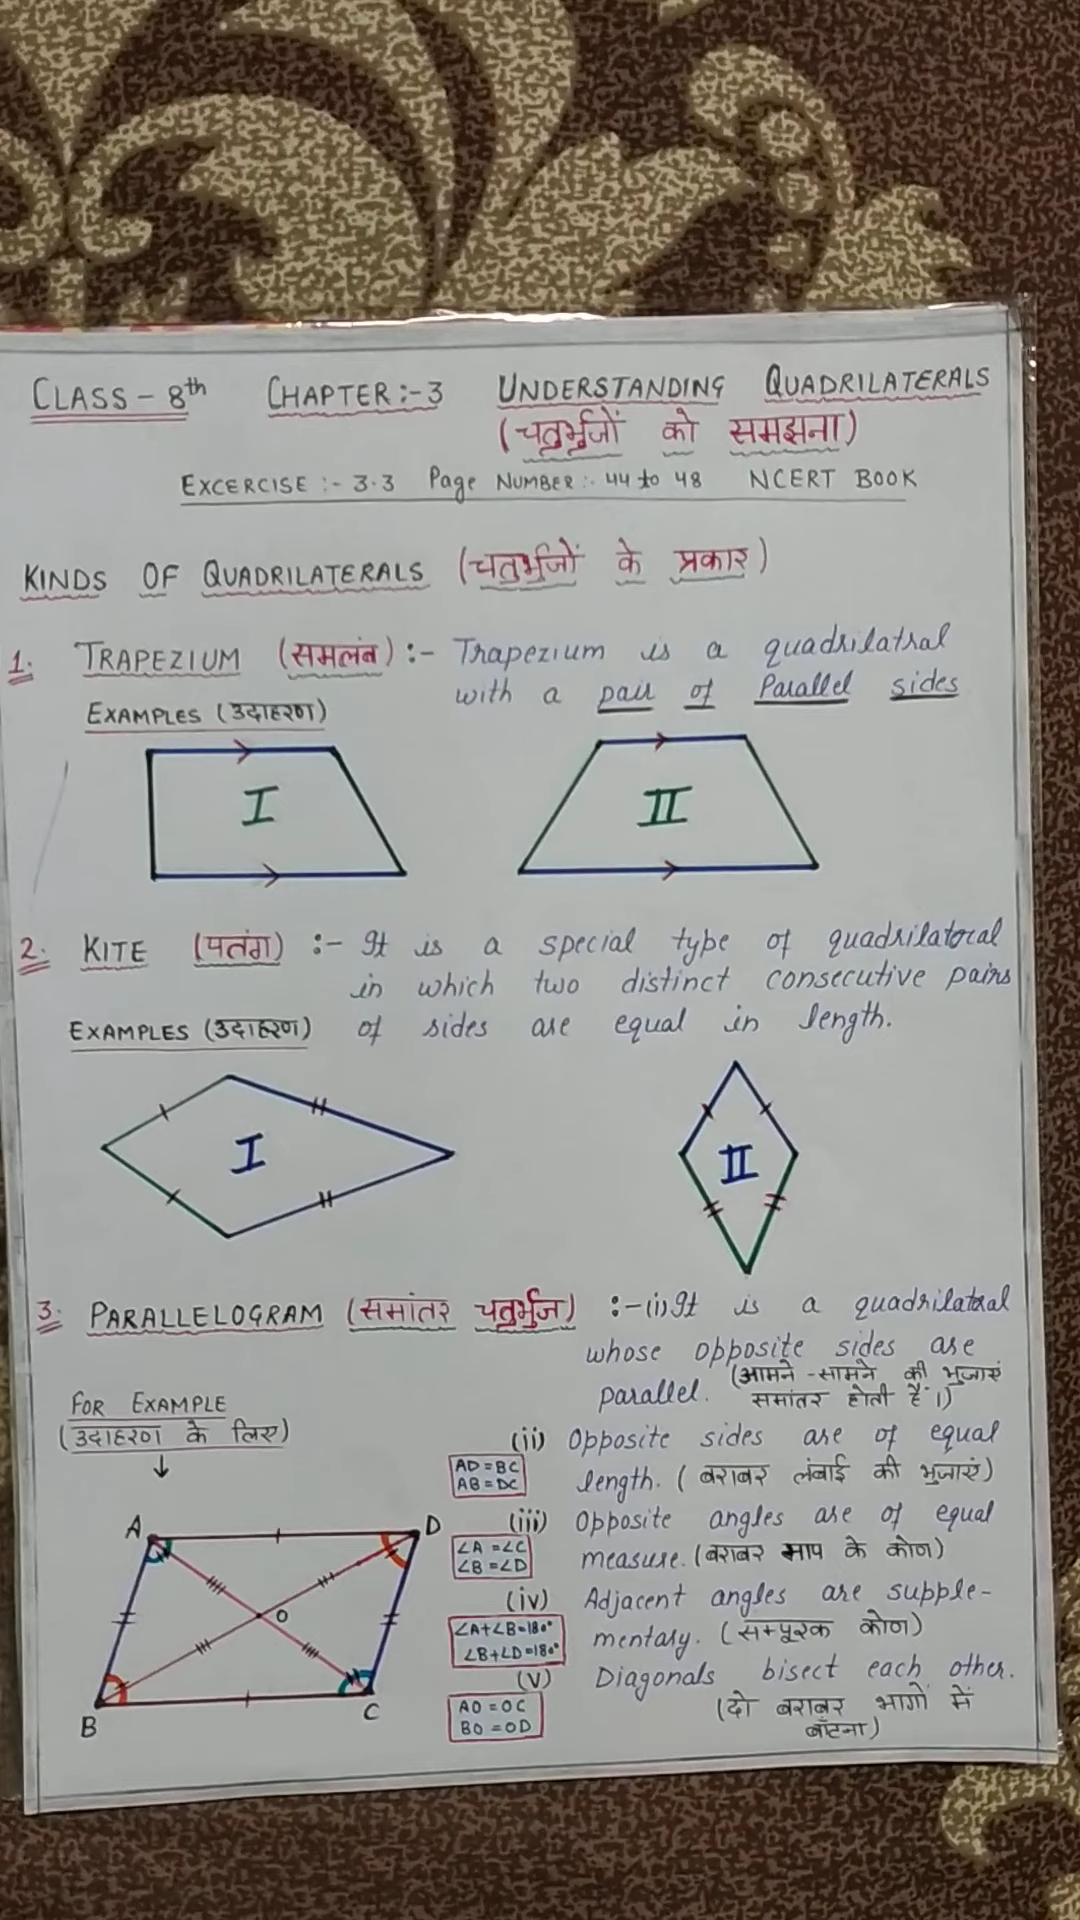 CLASS - 8th CHAPTER :- 3 UNDERSTANDING QUADRILATERALS
(चतुर्भुजों को समझना)
EXCERCISE :- 3.3 Page NUMBER :- 44 to 48 NCERT BOOK
KINDS OF QUADRILATERALS (चतुर्भुजों के प्रकार)
1. TRAPEZIUM (समलंब) :- Trapezium is a quadrilatral
with a pair of Parallel sides
EXAMPLES (उदाहरण)
I II
2. KITE (पतंग) :- It is a special type of quadrilatoral
in which two distinct consecutive pairs
EXAMPLES (उदाहरण) of sides are equal in length.
I II
3. PARALLELOGRAM (समांतर चतुर्भुज) :- (i) It is a quadrilatral
whose opposite sides are
parallel. (आमने - सामने की भुजाएं
समांतर होती हैं।)
FOR EXAMPLE
(उदाहरण के लिए)
(ii) Opposite sides are of equal
length. (बराबर लंबाई की भुजाएं)
AD = BC
AB = DC
(iii) Opposite angles are of equal
measure. (बराबर माप के कोण)
∠A = ∠C
∠B = ∠D
(iv) Adjacent angles are supple-
mentary. (सम्पूरक कोण)
∠A+∠B=180°
∠B+∠D=180°
(V) Diagonals bisect each other.
(दो बराबर भागों में
बाँटना)
AO = OC
BO = OD
A D
O
B C